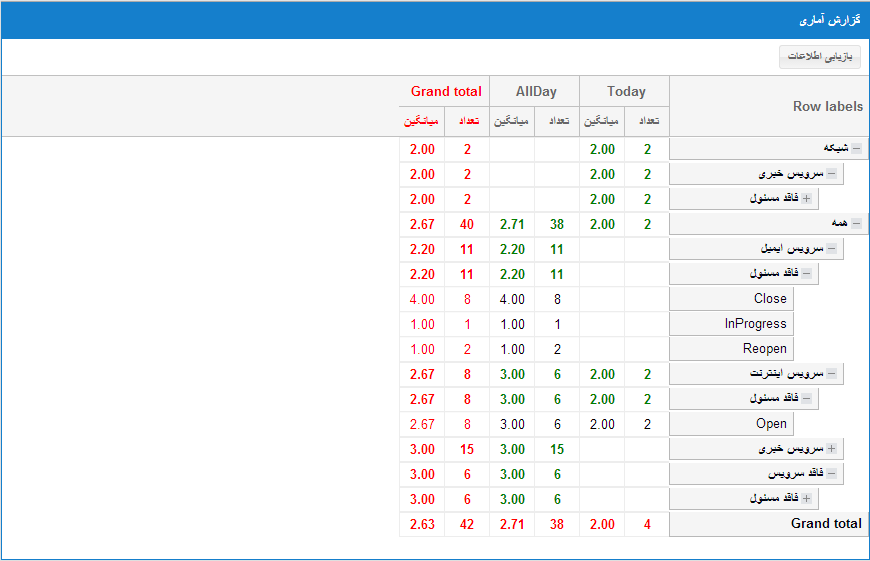 گزارش آماری
بازیابی اطلاعات
Row labels Today AllDay Grand total
تعداد میانگین تعداد میانگین تعداد میانگین
شبکه 2 2.00 2 2.00
سرویس خبری 2 2.00 2 2.00
فاقد مسئول 2 2.00 2 2.00
همه 2 2.00 38 2.71 40 2.67
سرویس ایمیل 11 2.20 11 2.20
فاقد مسئول 11 2.20 11 2.20
Close 8 4.00 8 4.00
InProgress 1 1.00 1 1.00
Reopen 2 1.00 2 1.00
سرویس اینترنت 2 2.00 6 3.00 8 2.67
فاقد مسئول 2 2.00 6 3.00 8 2.67
Open 2 2.00 6 3.00 8 2.67
سرویس خبری 15 3.00 15 3.00
فاقد سرویس 6 3.00 6 3.00
فاقد مسئول 6 3.00 6 3.00
Grand total 4 2.00 38 2.71 42 2.63